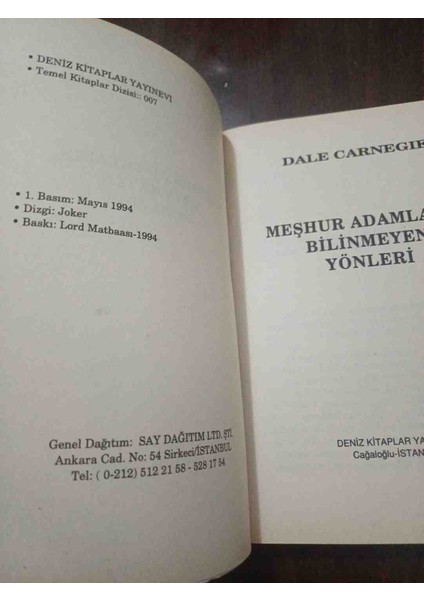 • DENİZ KİTAPLAR YAYINEVİ
• Temel Kitaplar Dizisi:: 007
• 1. Basım: Mayıs 1994
• Dizgi: Joker
• Baskı: Lord Matbaası-1994
Genel Dağıtım: SAY DAĞITIM LTD. ŞTİ.
Ankara Cad. No: 54 Sirkeci/İSTANBUL
Tel: ( 0-212) 512 21 58 - 528 17 54
DALE CARNEGIE
MEŞHUR ADAMLA
BİLİNMEYEN
YÖNLERİ
DENİZ KİTAPLAR YA
Cağaloğlu-İSTAN